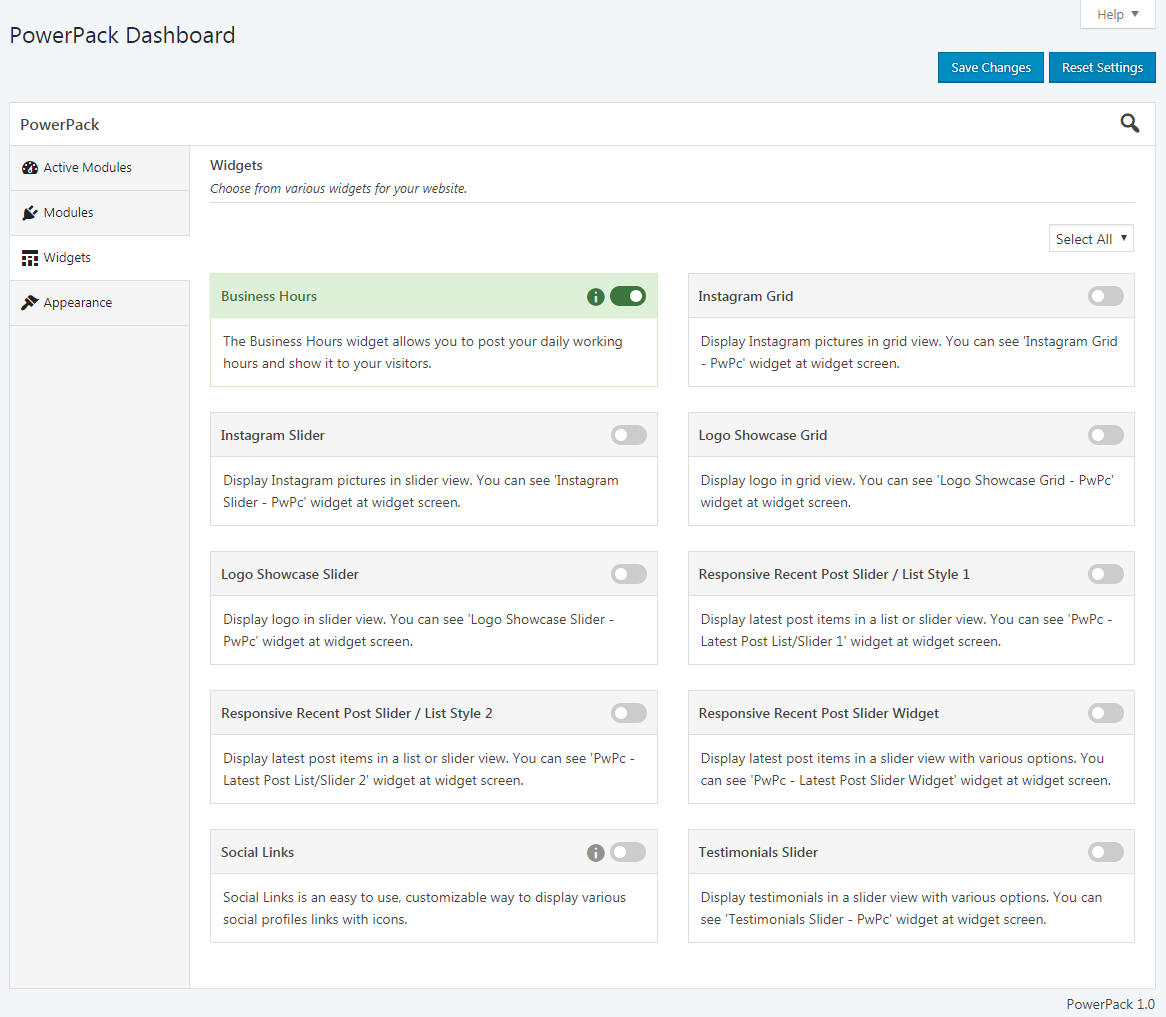 Help ▼
PowerPack Dashboard
Save Changes
Reset Settings
PowerPack
Active Modules
Modules
Widgets
Appearance
Widgets
Choose from various widgets for your website.
Select All ▼
Business Hours
The Business Hours widget allows you to post your daily working
hours and show it to your visitors.
Instagram Grid
Display Instagram pictures in grid view. You can see 'Instagram Grid
- PwPc' widget at widget screen.
Instagram Slider
Display Instagram pictures in slider view. You can see 'Instagram
Slider - PwPc' widget at widget screen.
Logo Showcase Grid
Display logo in grid view. You can see 'Logo Showcase Grid - PwPc'
widget at widget screen.
Logo Showcase Slider
Display logo in slider view. You can see 'Logo Showcase Slider -
PwPc' widget at widget screen.
Responsive Recent Post Slider / List Style 1
Display latest post items in a list or slider view. You can see 'PwPc -
Latest Post List/Slider 1' widget at widget screen.
Responsive Recent Post Slider / List Style 2
Display latest post items in a list or slider view. You can see 'PwPc -
Latest Post List/Slider 2' widget at widget screen.
Responsive Recent Post Slider Widget
Display latest post items in a slider view with various options. You
can see 'PwPc - Latest Post Slider Widget' widget at widget screen.
Social Links
Social Links is an easy to use, customizable way to display various
social profiles links with icons.
Testimonials Slider
Display testimonials in a slider view with various options. You can
see 'Testimonials Slider - PwPc' widget at widget screen.
PowerPack 1.0